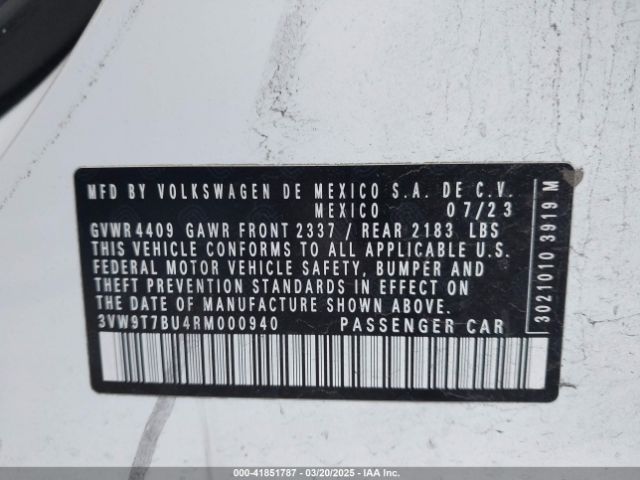 MFD BY VOLKSWAGEN DE MEXICO S.A. DE C.V.
MEXICO 07/23
GVWR 4409 GAWR FRONT 2337 / REAR 2183 LBS
THIS VEHICLE CONFORMS TO ALL APPLICABLE U.S.
FEDERAL MOTOR VEHICLE SAFETY, BUMPER AND
THEFT PREVENTION STANDARDS IN EFFECT ON
THE DATE OF MANUFACTURE SHOWN ABOVE.
3VW9T7BU4RM000940 PASSENGER CAR
3021010 3919 M
000-41851787 - 03/20/2025 - IAA Inc.